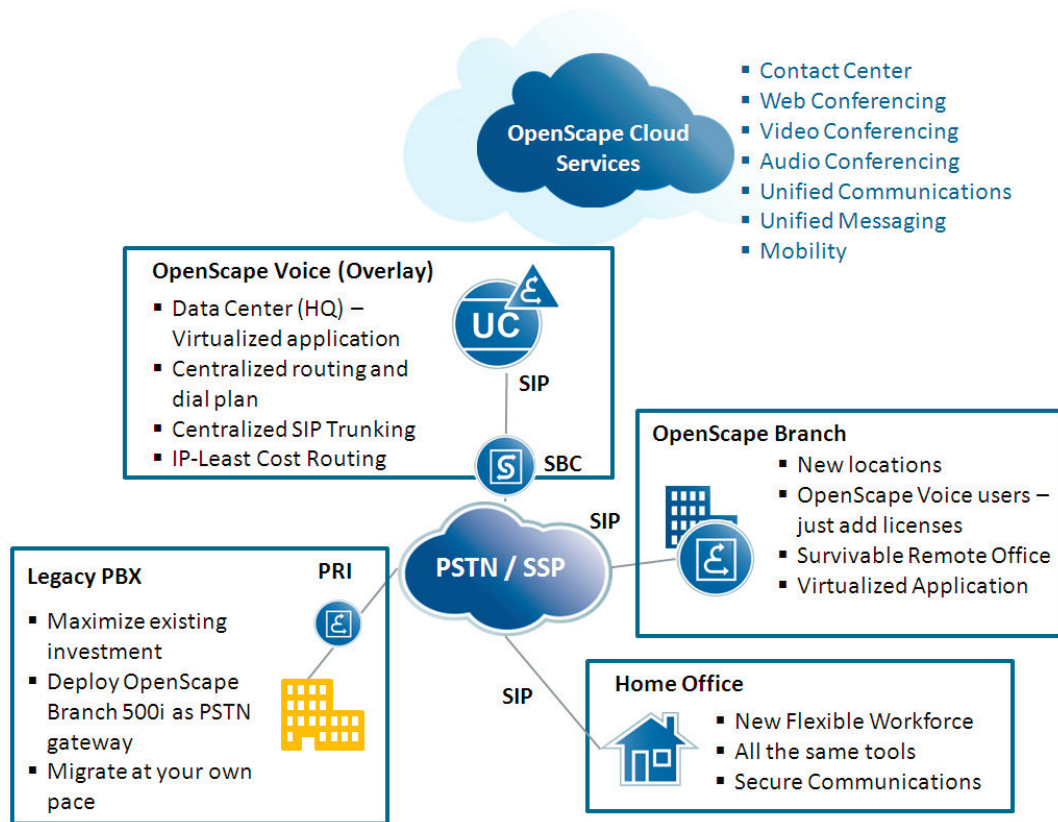 OpenScape Cloud
Services
▪ Contact Center
▪ Web Conferencing
▪ Video Conferencing
▪ Audio Conferencing
▪ Unified Communications
▪ Unified Messaging
▪ Mobility
OpenScape Voice (Overlay)
▪ Data Center (HQ) –
Virtualized application
▪ Centralized routing and
dial plan
▪ Centralized SIP Trunking
▪ IP-Least Cost Routing
UC
SIP
SBC
OpenScape Branch
▪ New locations
▪ OpenScape Voice users –
just add licenses
▪ Survivable Remote Office
▪ Virtualized Application
SIP
PSTN / SSP
Legacy PBX
PRI
▪ Maximize existing
investment
▪ Deploy OpenScape
Branch 500i as PSTN
gateway
▪ Migrate at your own
pace
SIP
Home Office
▪ New Flexible Workforce
▪ All the same tools
▪ Secure Communications